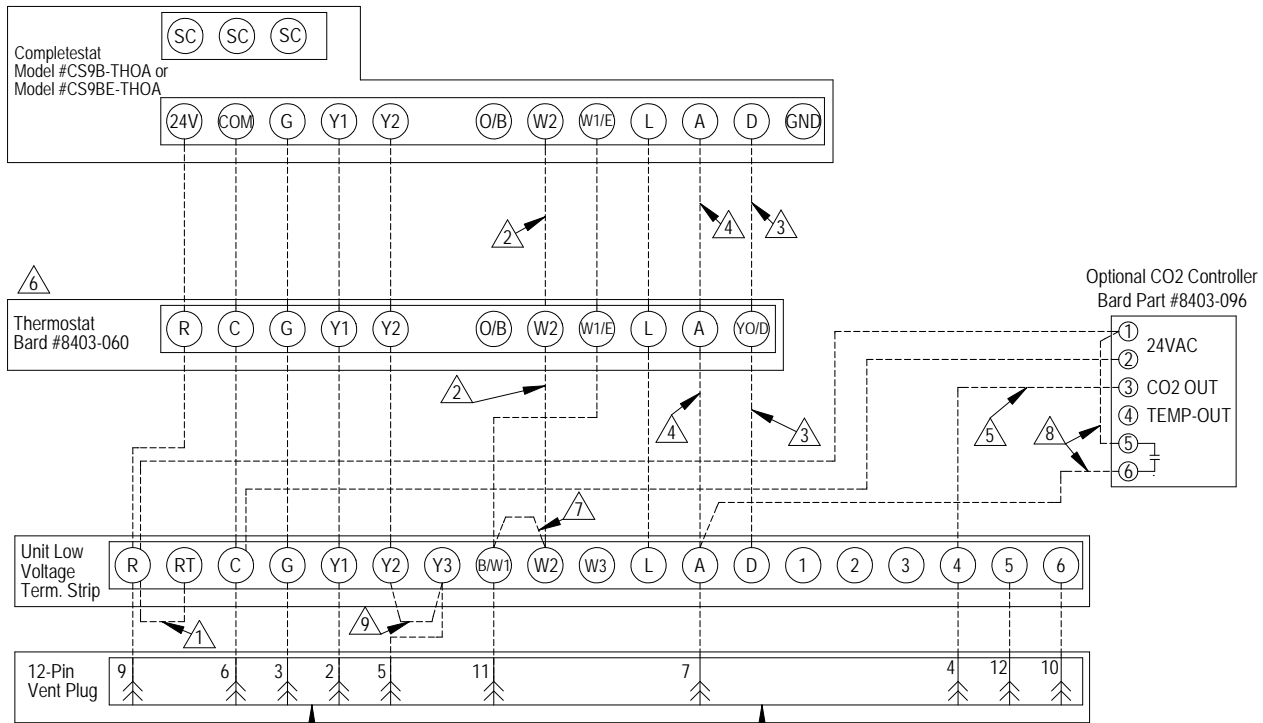 SC SC SC
Completestat
Model #CS9B-THOA or
Model #CS9BE-THOA
24V COM G Y1 Y2 O/B W2 W1/E L A D GND
2 4 3
6
Optional CO2 Controller
Bard Part #8403-096
Thermostat
Bard #8403-060
R C G Y1 Y2 O/B W2 W1/E L A YO/D
1
24VAC
2
3 CO2 OUT
4 TEMP-OUT
5
6
2 4 3 5 8
7
Unit Low
Voltage
Term. Strip
R RT C G Y1 Y2 Y3 B/W1 W2 W3 L A D 1 2 3 4 5 6
1 9
12-Pin
Vent Plug
9 6 3 2 5 11 7 4 12 10